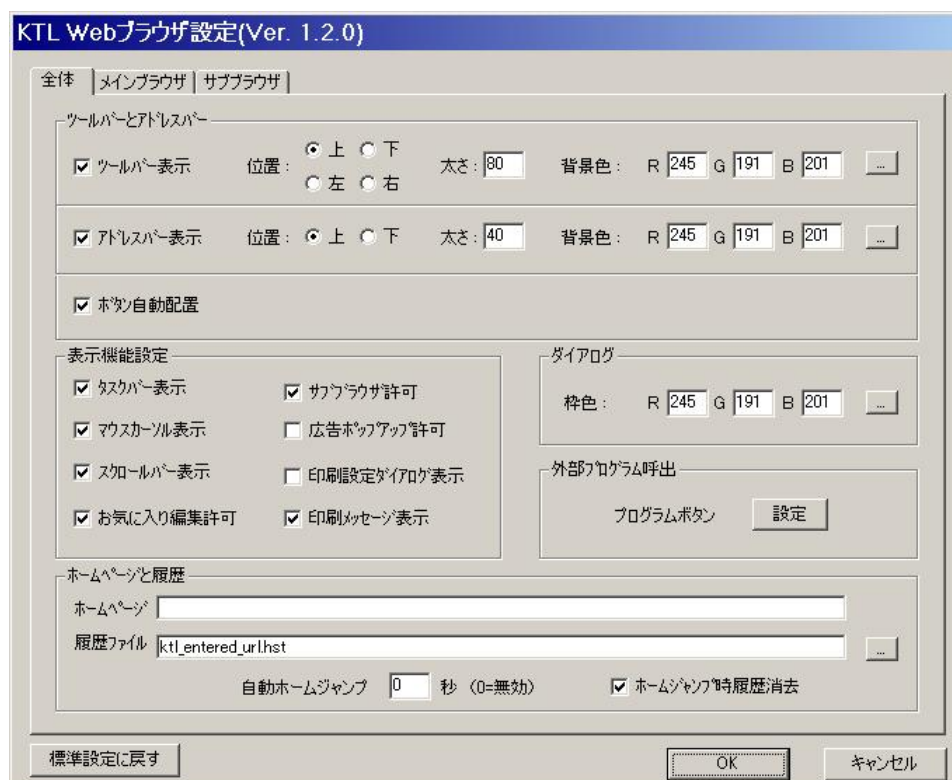 KTL Webブラウザ設定(Ver. 1.2.0)
全体 メインブラウザ サブブラウザ
ツールバーとアドレスバー
ツールバー表示 位置： 上 下 太さ：80 背景色： R 245 G 191 B 201 ...
左 右
アドレスバー表示 位置： 上 下 太さ：40 背景色： R 245 G 191 B 201 ...
ボタン自動配置
表示機能設定
タスクバー表示 サブブラウザ許可
マウスカーソル表示 広告ポップアップ許可
スクロールバー表示 印刷設定ダイアログ表示
お気に入り編集許可 印刷メッセージ表示
ダイアログ
枠色： R 245 G 191 B 201 ...
外部プログラム呼出
プログラムボタン 設定
ホームページと履歴
ホームページ
履歴ファイル ktl_entered_url.hst ...
自動ホームジャンプ 0 秒 (0=無効) ホームジャンプ時履歴消去
標準設定に戻す OK キャンセル